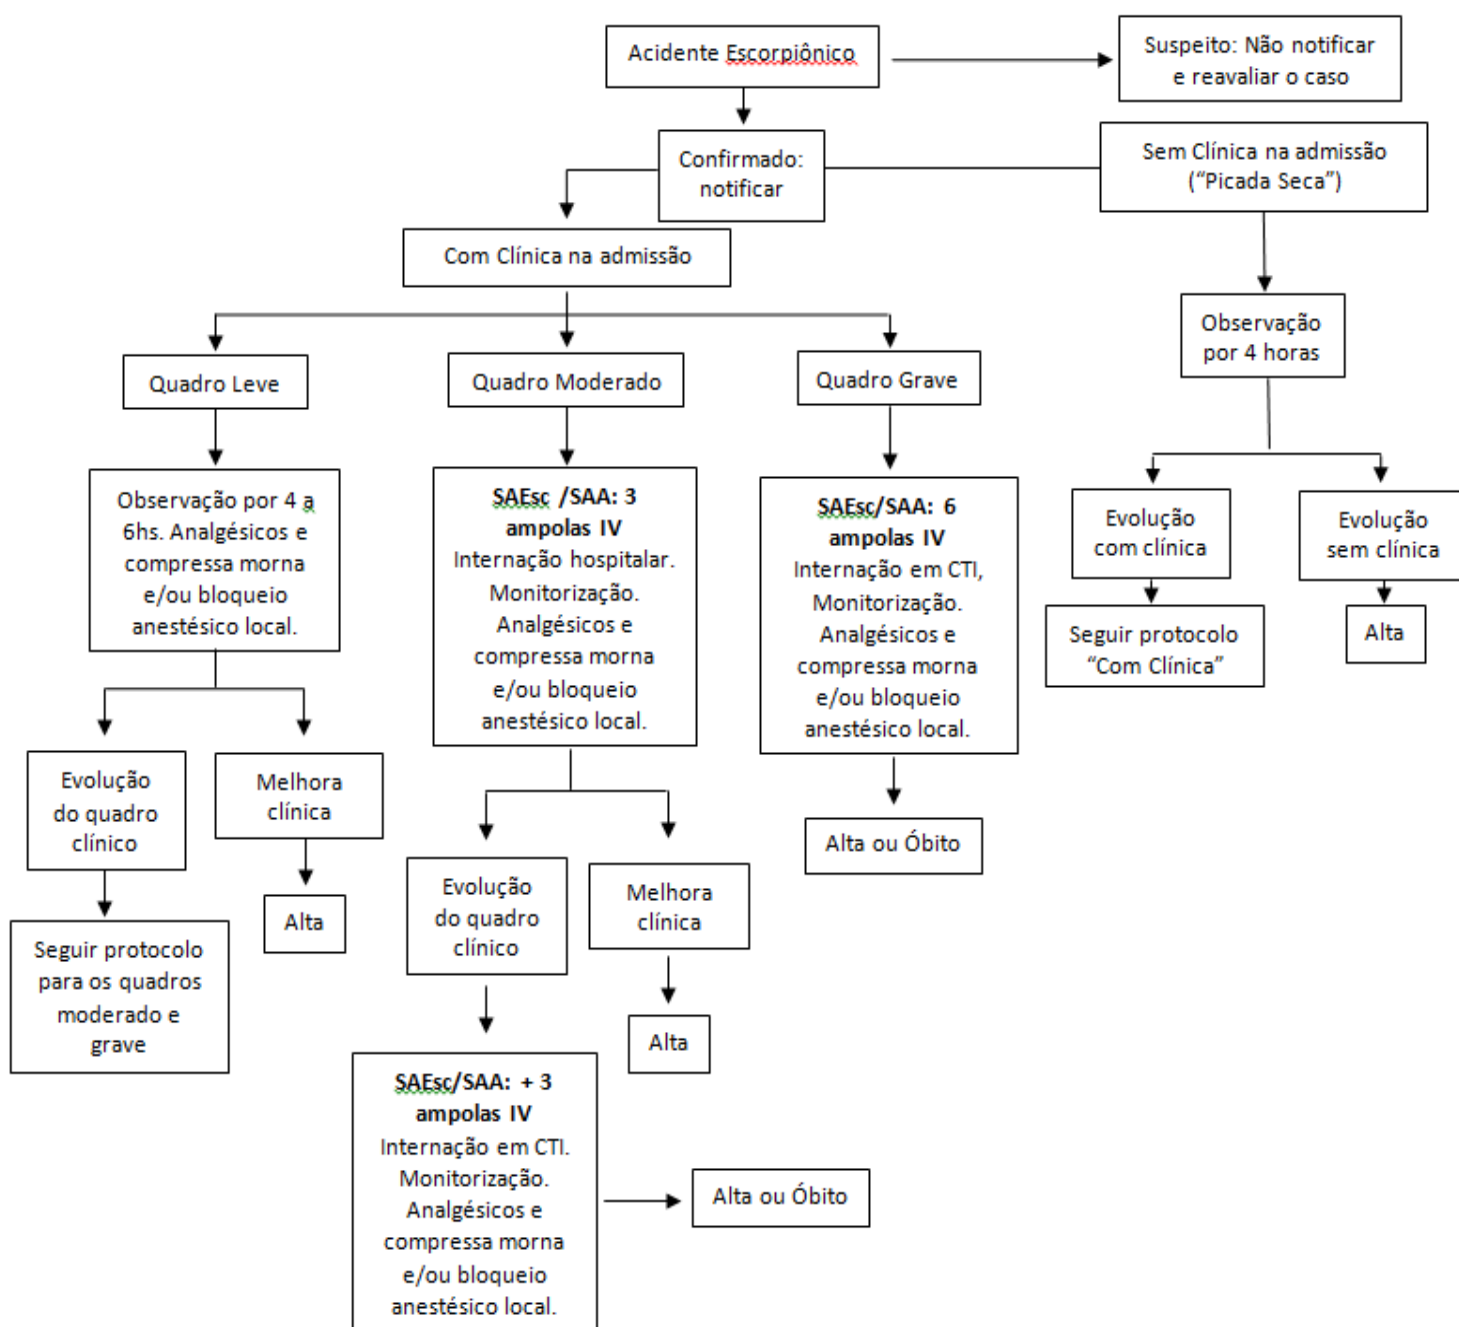 Acidente Escorpiônico
Suspeito: Não notificar
e reavaliar o caso
Confirmado:
notificar
Sem Clínica na admissão
(“Picada Seca”)
Com Clínica na admissão
Observação
por 4 horas
Quadro Leve
Quadro Moderado
Quadro Grave
Observação por 4 a
6hs. Analgésicos e
compressa morna
e/ou bloqueio
anestésico local.
SAEsc /SAA: 3
ampolas IV
Internação hospitalar.
Monitorização.
Analgésicos e
compressa morna
e/ou bloqueio
anestésico local.
SAEsc/SAA: 6
ampolas IV
Internação em CTI,
Monitorização.
Analgésicos e
compressa morna
e/ou bloqueio
anestésico local.
Evolução
com clínica
Evolução
sem clínica
Seguir protocolo
“Com Clínica”
Alta
Evolução
do quadro
clínico
Melhora
clínica
Alta ou Óbito
Seguir protocolo
para os quadros
moderado e
grave
Alta
Evolução
do quadro
clínico
Melhora
clínica
Alta
SAEsc/SAA: + 3
ampolas IV
Internação em CTI.
Monitorização.
Analgésicos e
compressa morna
e/ou bloqueio
anestésico local.
Alta ou Óbito